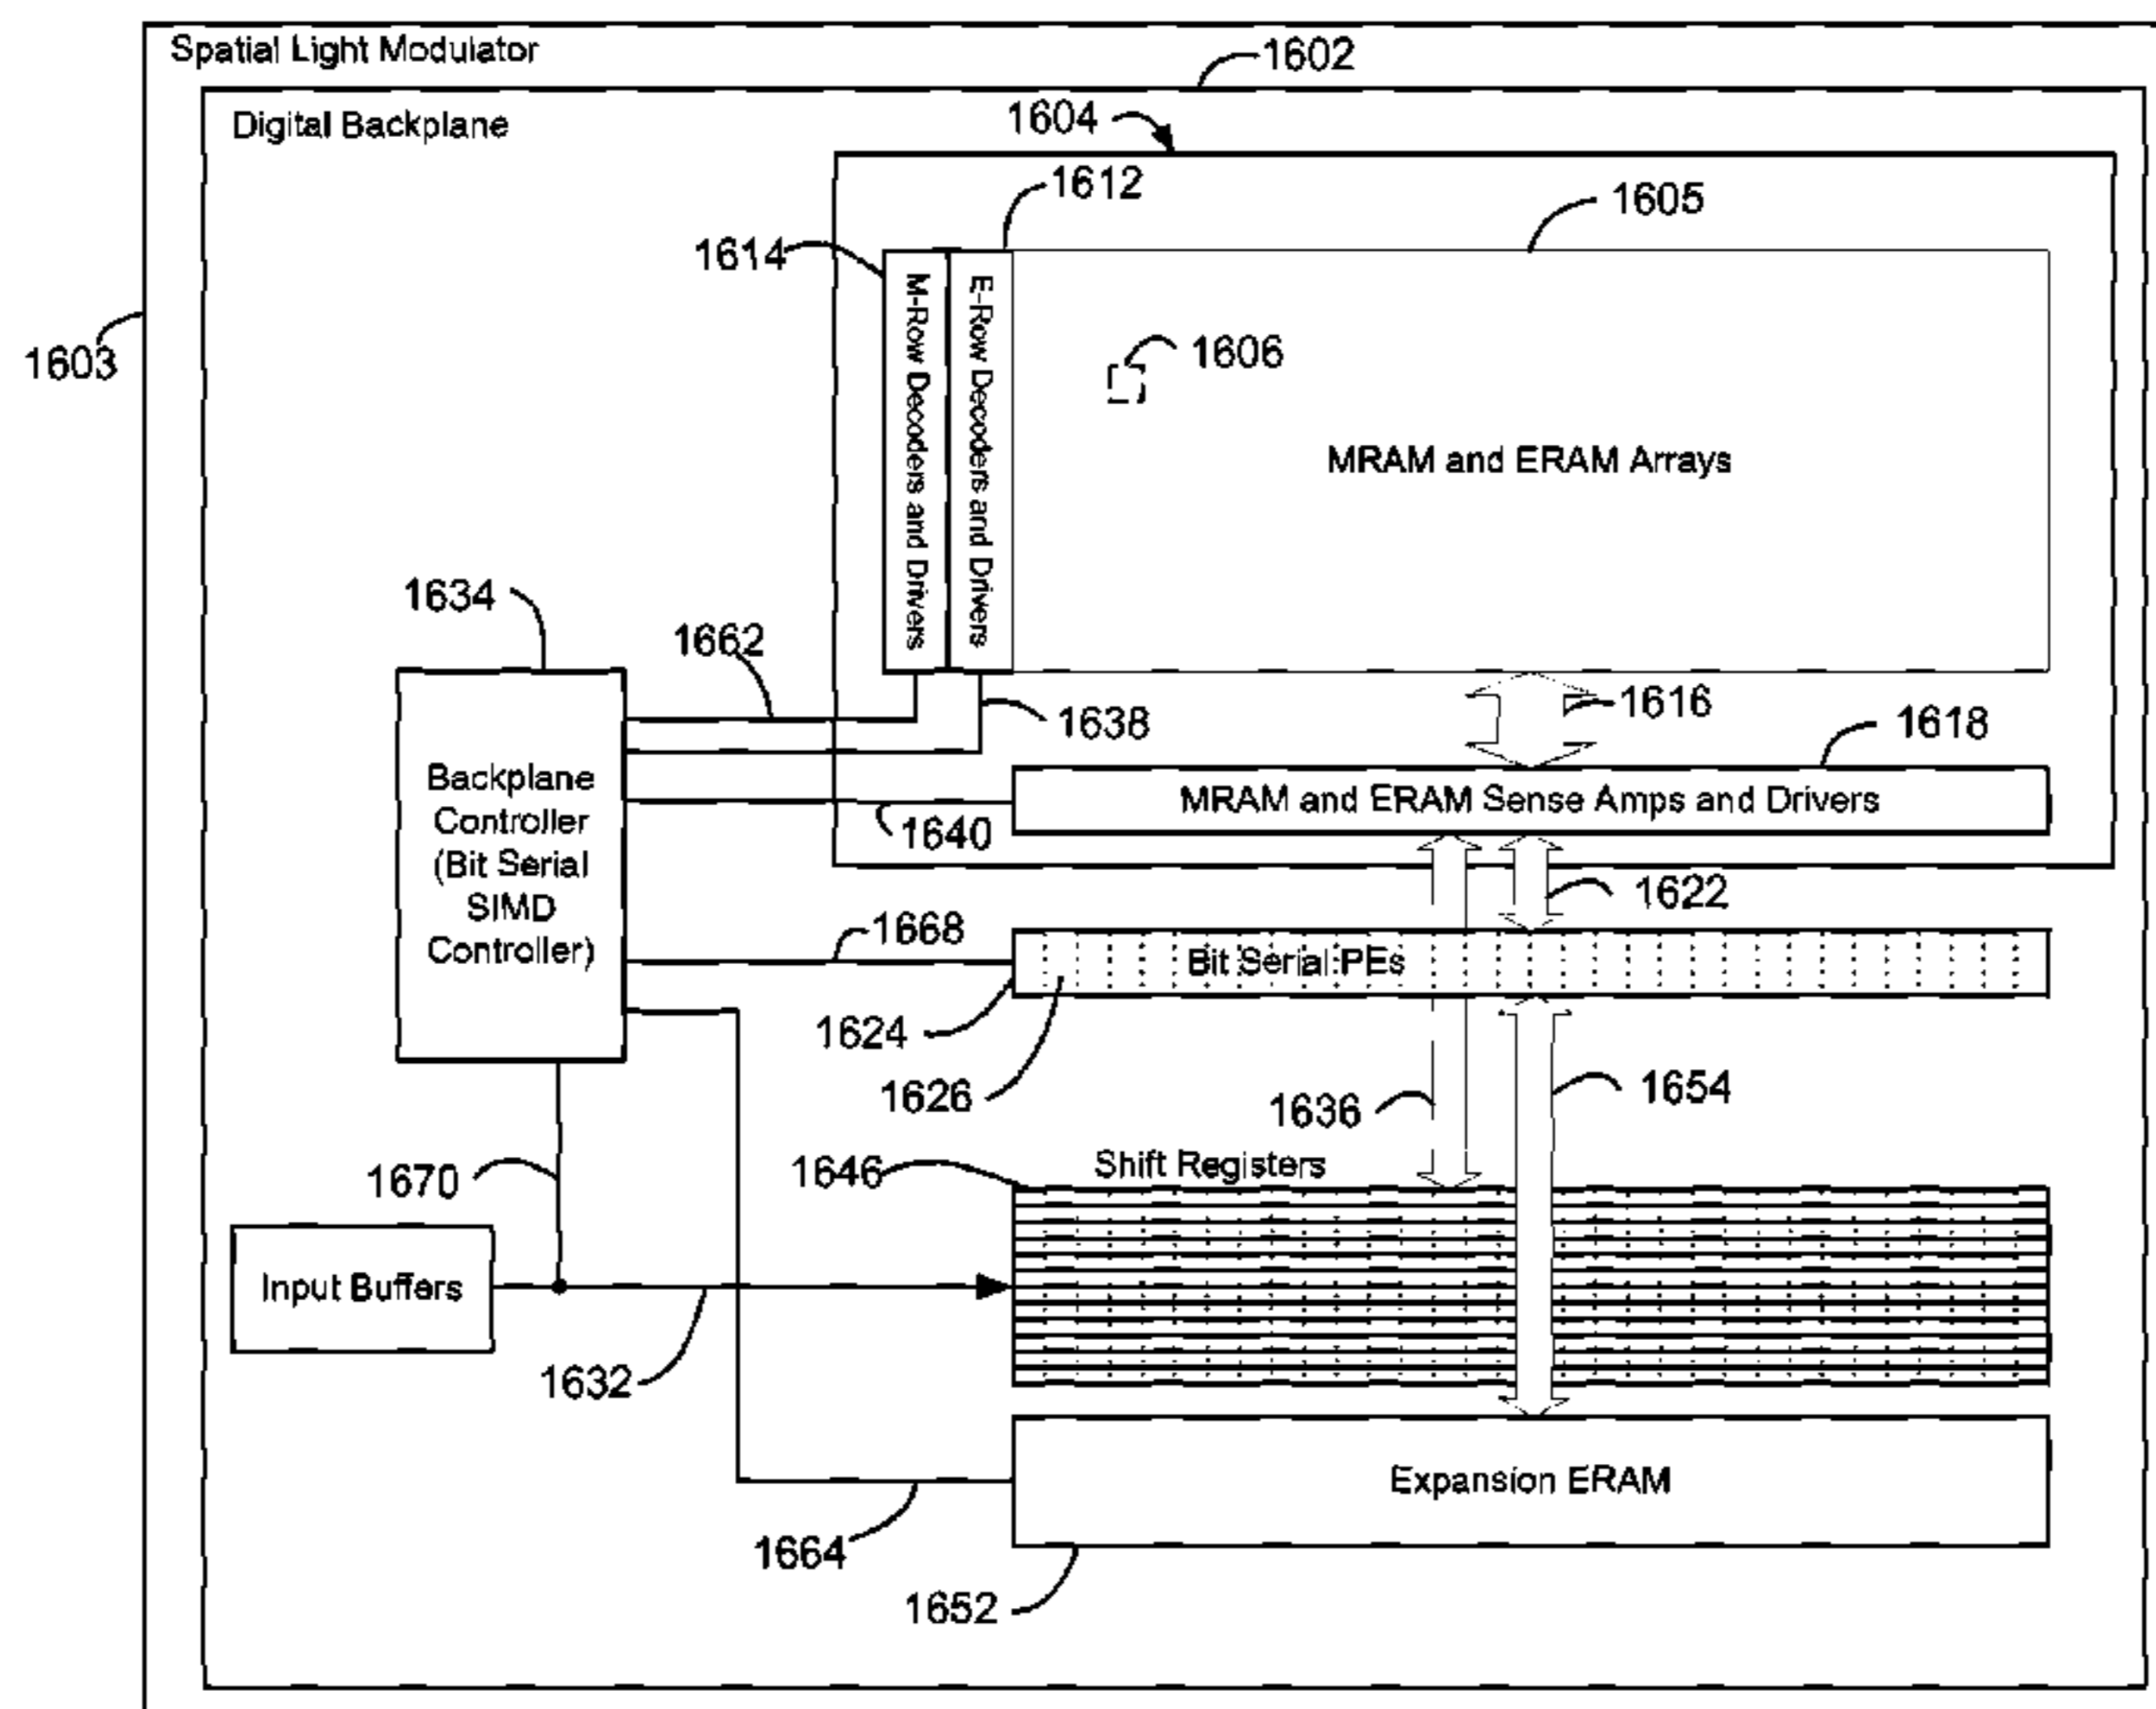 Spatial Light Modulator
1602
Digital Backplane
1604
1612
1605
1614
M-Row Decoders and Drivers
E-Row Decoders and Drivers
1603
1606
MRAM and ERAM Arrays
1634
1662
1638
1616
1618
Backplane
Controller
(Bit Serial
SIMD
Controller)
MRAM and ERAM Sense Amps and Drivers
1640
1622
1668
Bit Serial PEs
1624
1626
1636
1654
1670
1646
Shift Registers
Input Buffers
1632
Expansion ERAM
1664
1652